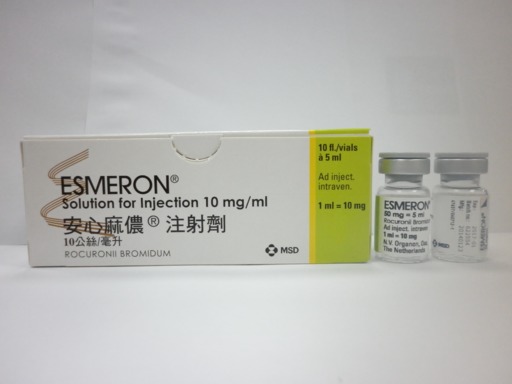 ESMERON®
Solution for Injection 10 mg/ml
安心麻儂® 注射劑
10公絲/毫升
ROCURONII BROMIDUM
MSD
10 fl./vials
à 5 ml
Ad inject.
intraven.
1 ml = 10 mg
ESMERON®
50 mg = 5 ml
Rocuronii Bromidum
Ad inject. intraven.
1 ml = 10 mg
N.V. Organon, Oss,
The Netherlands